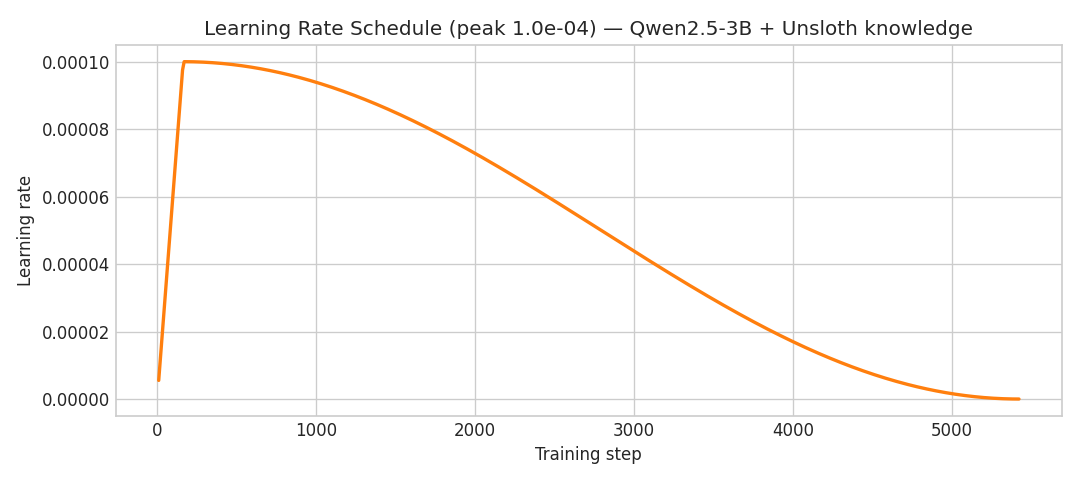 Learning Rate Schedule (peak 1.0e-04) — Qwen2.5-3B + Unsloth knowledge
Learning rate
0.00010
0.00008
0.00006
0.00004
0.00002
0.00000
0 1000 2000 3000 4000 5000
Training step